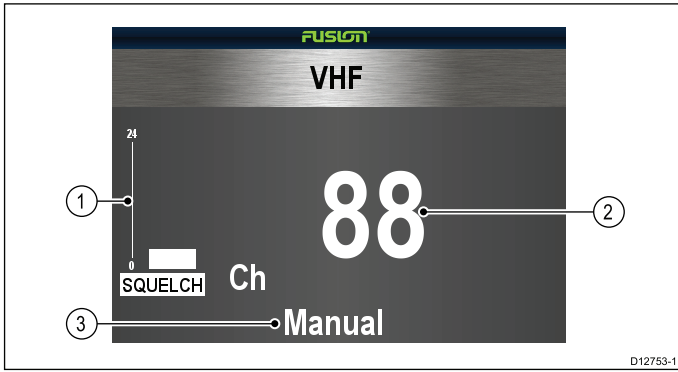 FUSION
VHF
24
1
88
2
0
SQUELCH
Ch
3
Manual
D12753-1